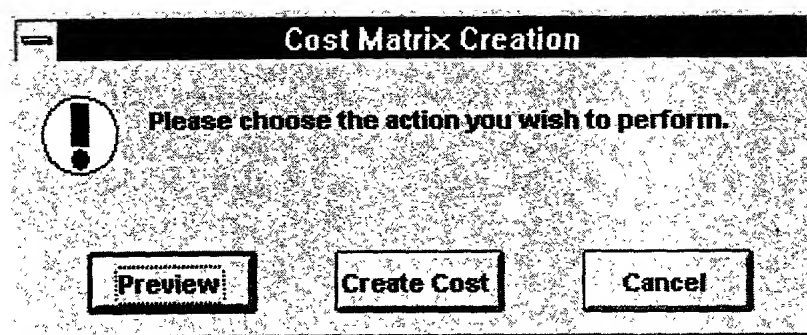 Cost Matrix Creation
Please choose the action you wish to perform.
Preview Create Cost Cancel